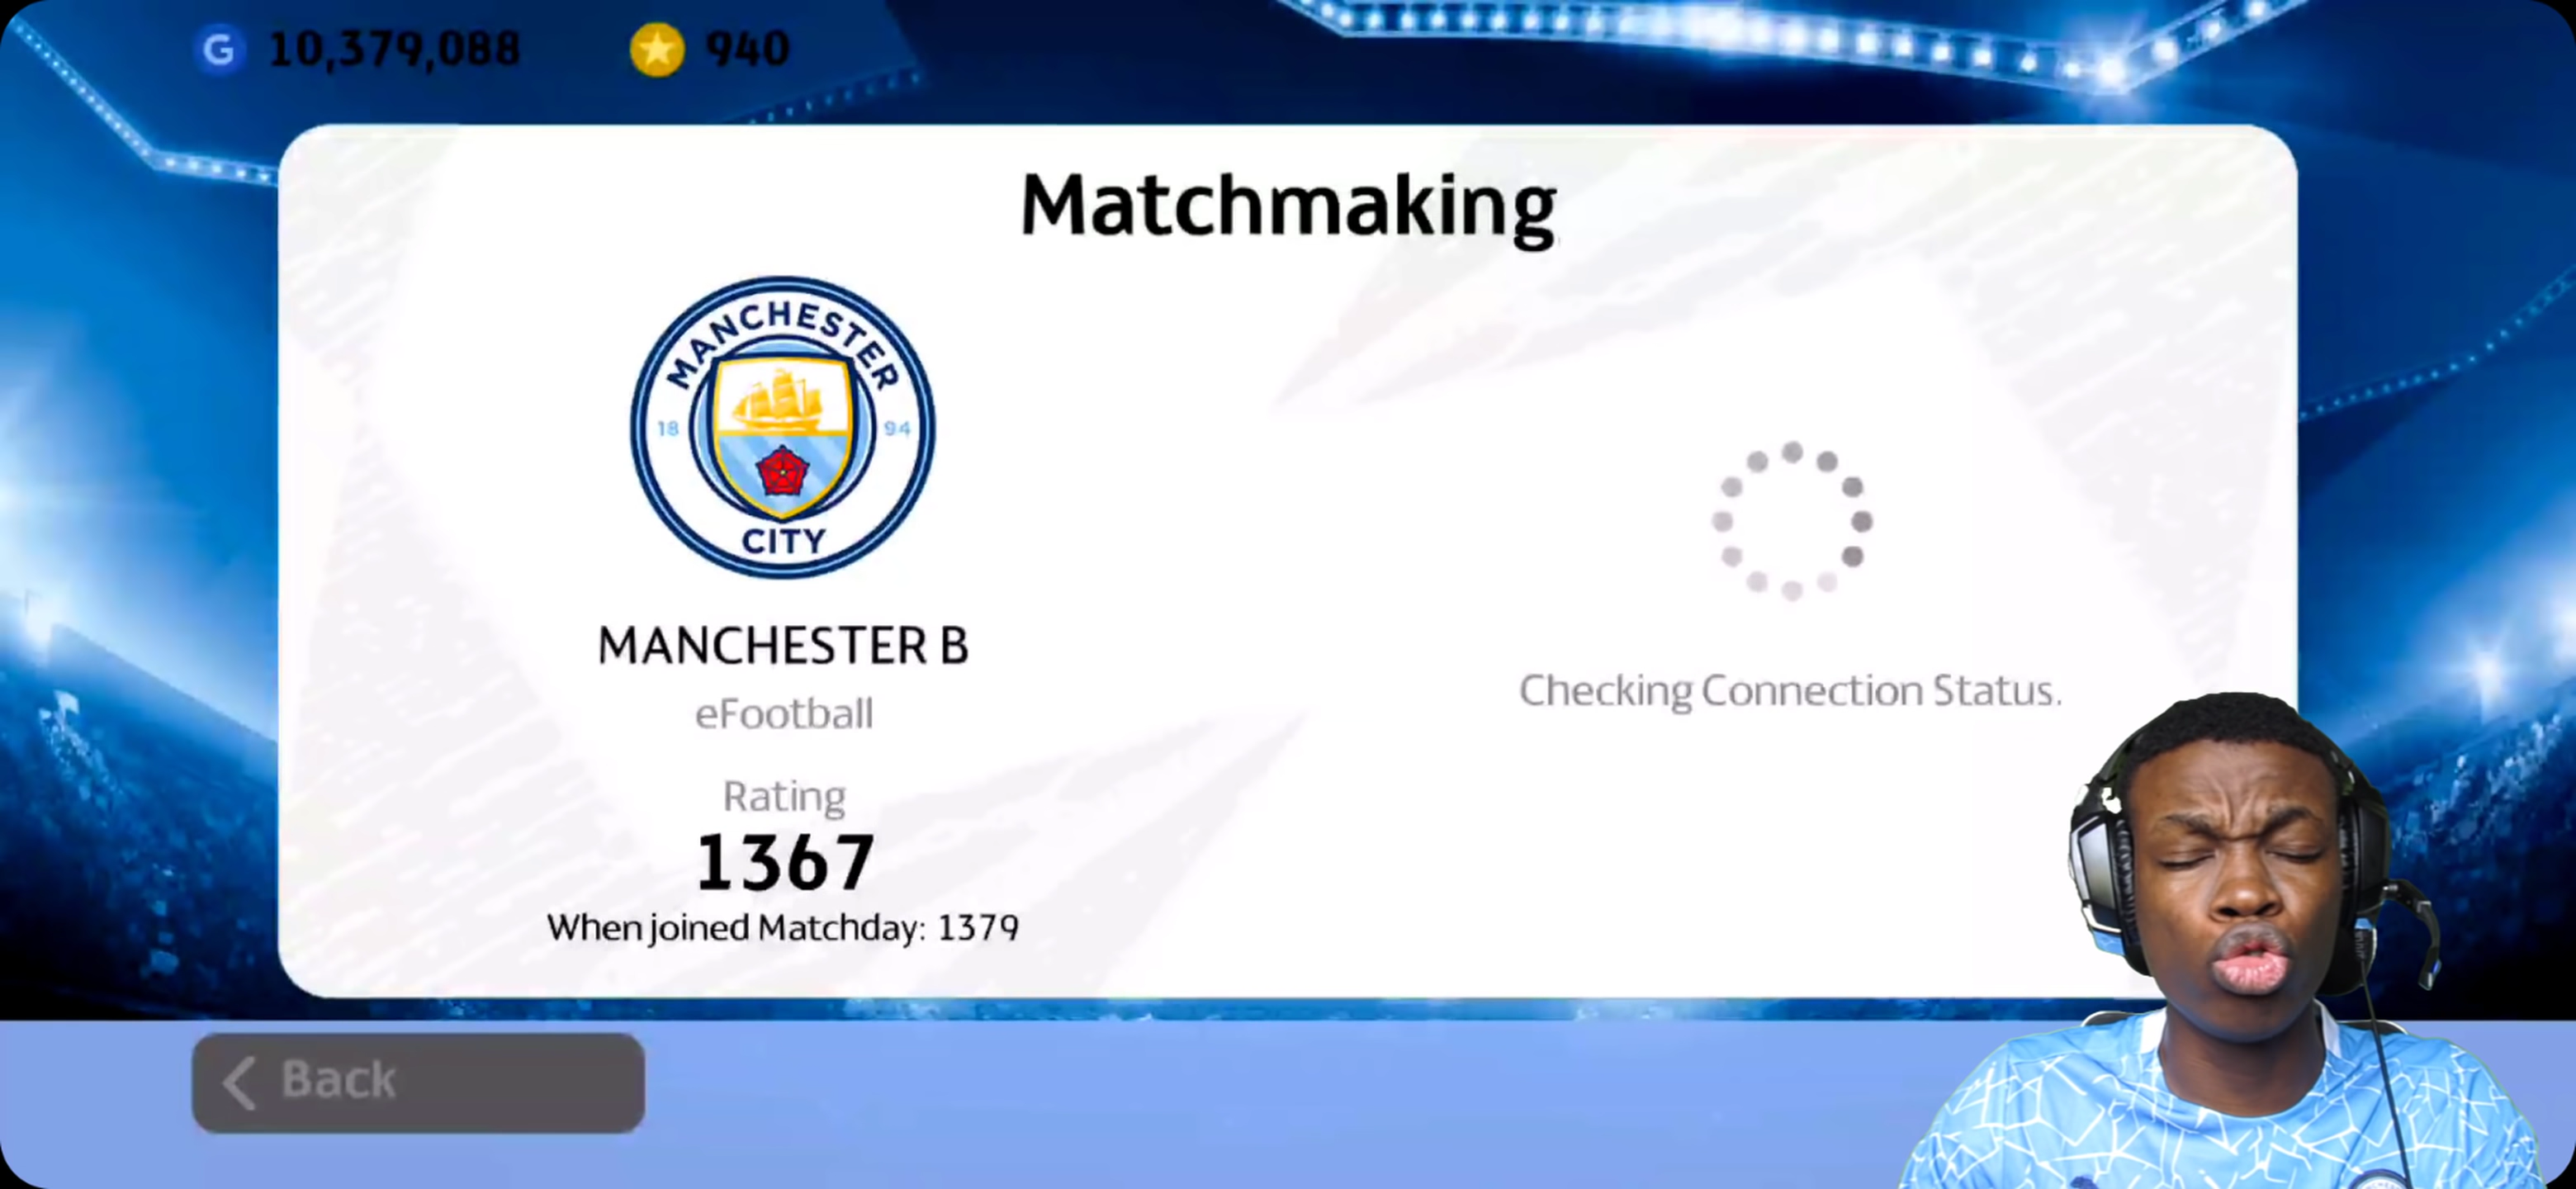 G 10,379,088 940
Matchmaking
MANCHESTER
18 94
CITY
MANCHESTER B
eFootball
Checking Connection Status.
Rating
1367
When joined Matchday: 1379
Back